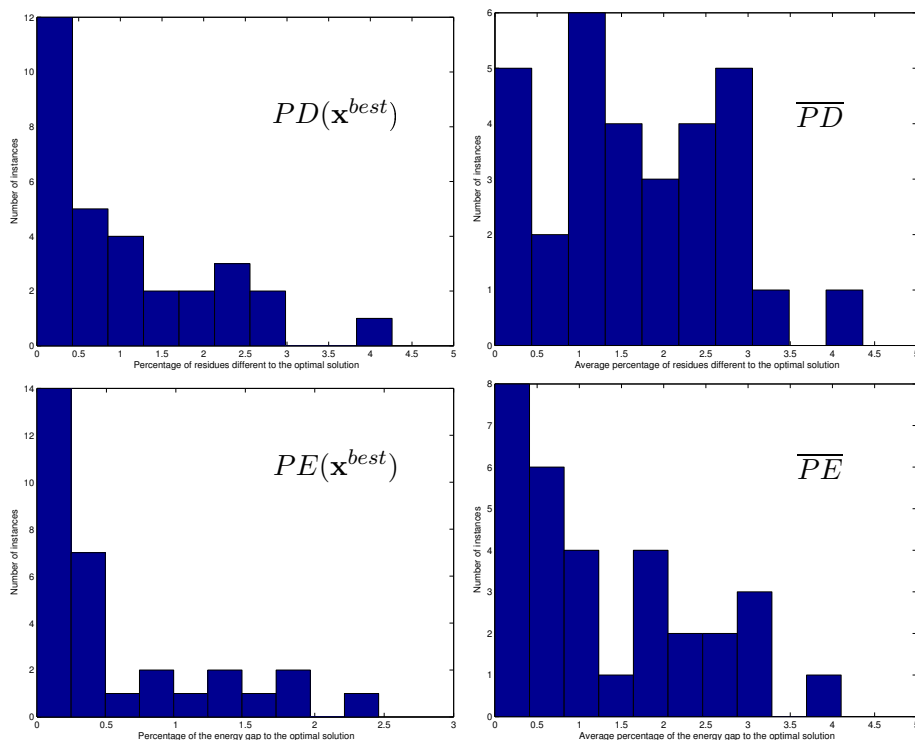 12
10
8
6
4
2
0
Number of instances
PD(x^best)
0 0.5 1 1.5 2 2.5 3 3.5 4 4.5 5
Percentage of residues different to the optimal solution
6
5
4
3
2
1
0
Number of instances
PD
0 0.5 1 1.5 2 2.5 3 3.5 4 4.5 5
Average percentage of residues different to the optimal solution
14
12
10
8
6
4
2
0
Number of instances
PE(x^best)
0 0.5 1 1.5 2 2.5 3
Percentage of the energy gap to the optimal solution
8
7
6
5
4
3
2
1
0
Number of instances
PE
0 0.5 1 1.5 2 2.5 3 3.5 4 4.5 5
Average percentage of the energy gap to the optimal solution